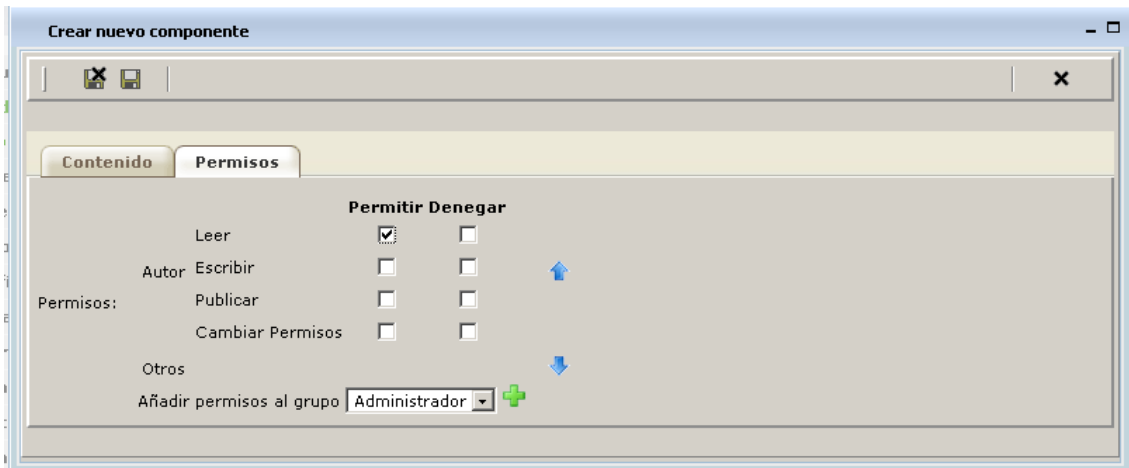 Crear nuevo componente
Contenido Permisos
Permitir Denegar
Leer
Autor Escribir
Permisos: Publicar
Cambiar Permisos
Otros
Añadir permisos al grupo Administrador